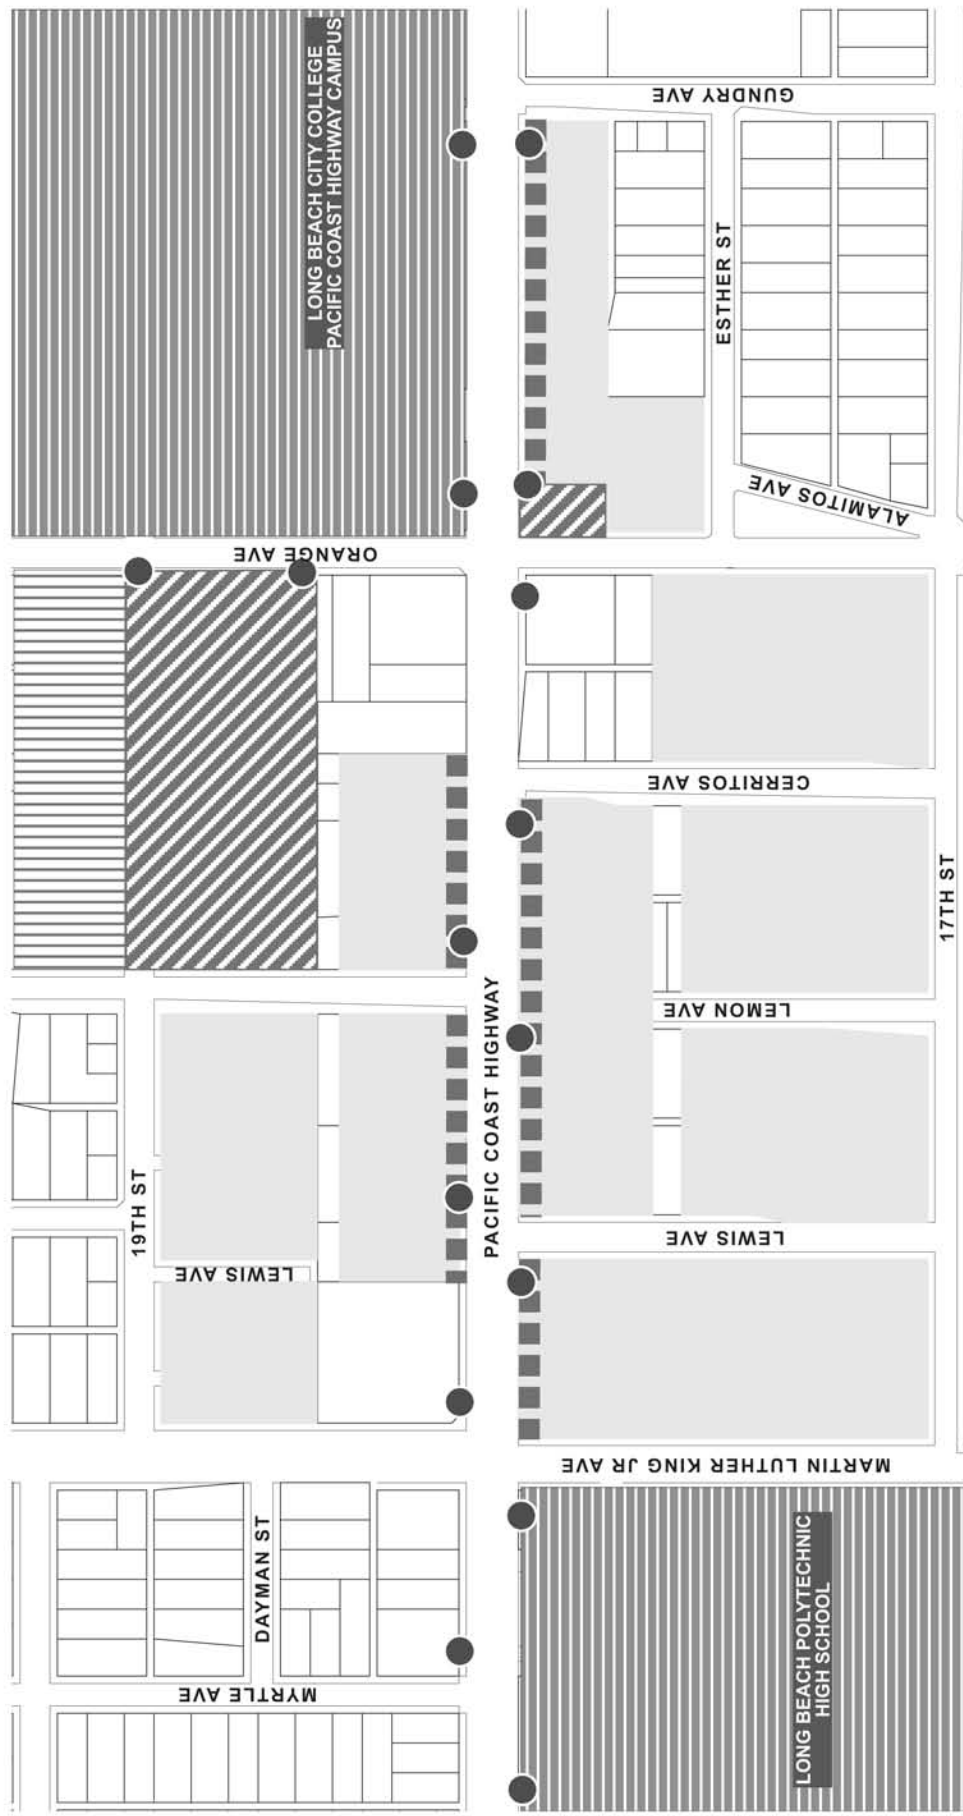 LONG BEACH CITY COLLEGE
PACIFIC COAST HIGHWAY CAMPUS
GUNDRY AVE
ESTHER ST
ALAMITOS AVE
ORANGE AVE
CERRITOS AVE
17TH ST
LEMON AVE
PACIFIC COAST HIGHWAY
19TH ST
LEWIS AVE
LEWIS AVE
MARTIN LUTHER KING JR AVE
DAYMAN ST
LONG BEACH POLYTECHNIC
HIGH SCHOOL
MYRTLE AVE